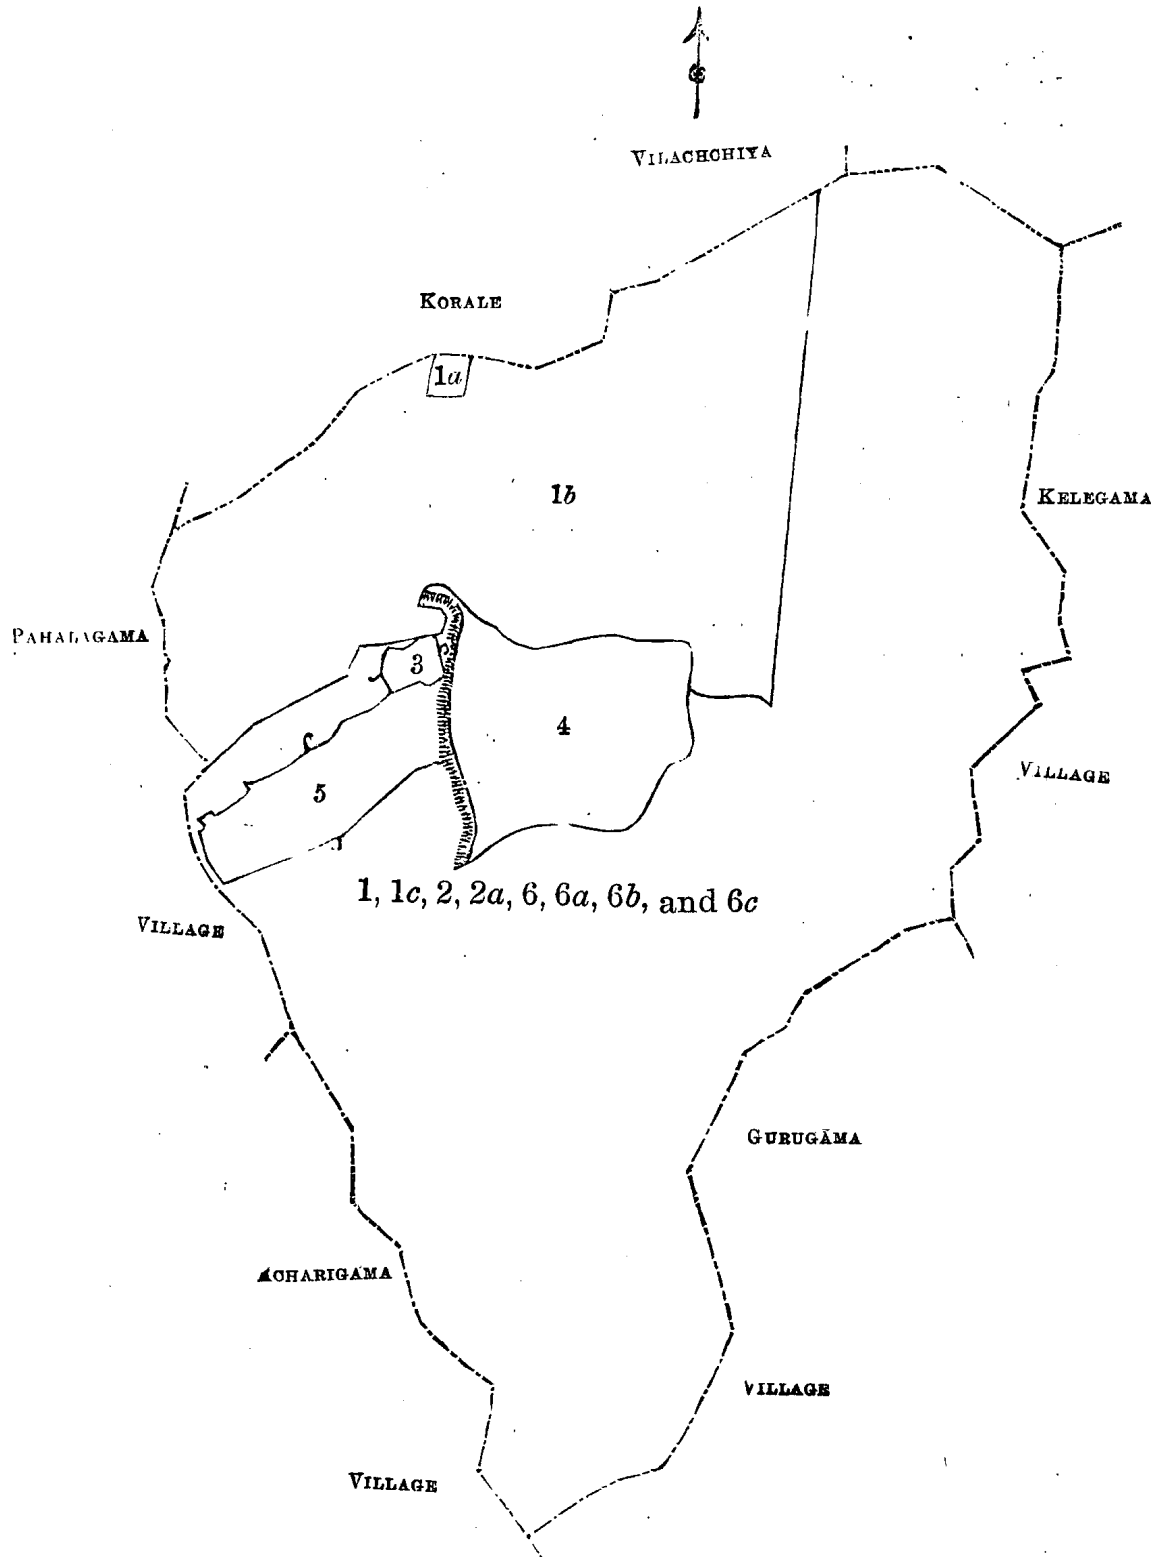 VILACHCHIYA
KORALE
1a
1b
KELEGAMA
PAHALAGAMA
3
4
VILLAGE
5
1, 1c, 2, 2a, 6, 6a, 6b, and 6c
VILLAGE
GURUGĀMA
ACHARIGAMA
VILLAGE
VILLAGE